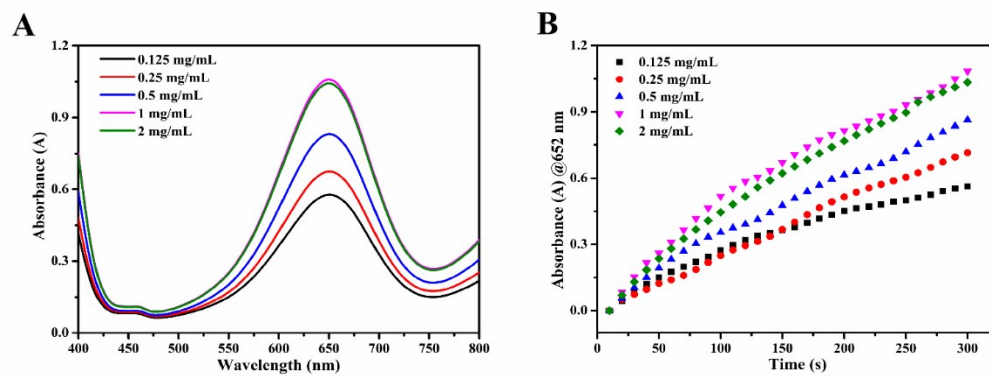 A
1.2
0.9
0.6
0.3
0.0
Absorbance (A)
0.125 mg/mL
0.25 mg/mL
0.5 mg/mL
1 mg/mL
2 mg/mL
400 450 500 550 600 650 700 750 800
Wavelength (nm)
B
1.2
0.9
0.6
0.3
0.0
Absorbance (A) @652 nm
0.125 mg/mL
0.25 mg/mL
0.5 mg/mL
1 mg/mL
2 mg/mL
0 50 100 150 200 250 300
Time (s)